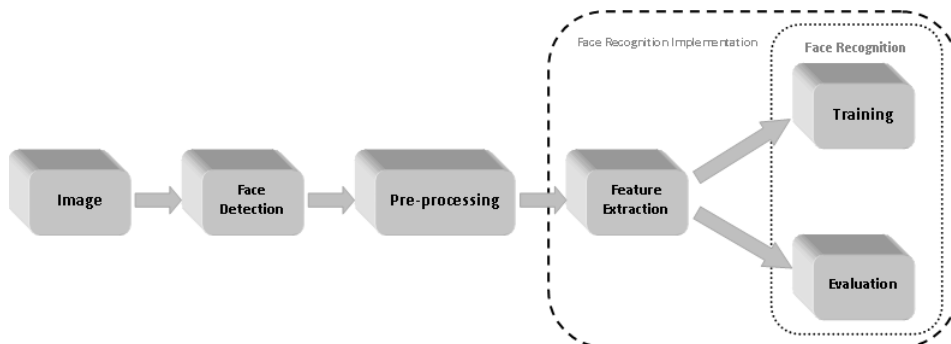 Face Recognition Implementation
Face Recognition
Training
Image
Face
Detection
Pre-processing
Feature
Extraction
Evaluation